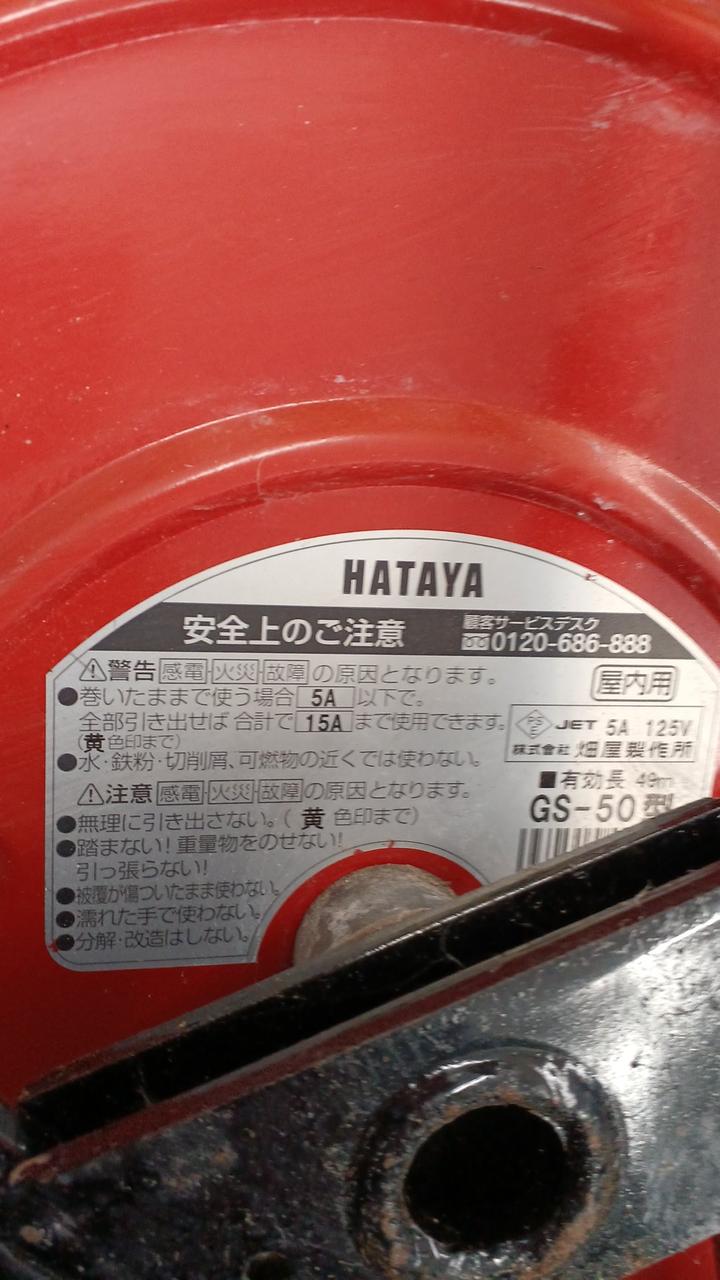 HATAYA
安全上のご注意
顧客サービスデスク
0120-686-888
⚠警告 感電・火災・故障の原因となります。
●巻いたままで使う場合 5A 以下で。
全部引き出せば 合計で 15A まで使用できます。
(黄色印まで)
●水・鉄粉・切削屑、可燃物の近くでは使わない。
⚠注意 感電・火災・故障の原因となります。
●無理に引き出さない。( 黄 色印まで)
●踏まない! 重量物をのせない!
引っ張らない!
●被覆が傷ついたまま使わない。
●濡れた手で使わない。
●分解・改造はしない。
屋内用
PSE JET 5A 125V
株式会社 畑屋製作所
■有効長 49m
GS-50型